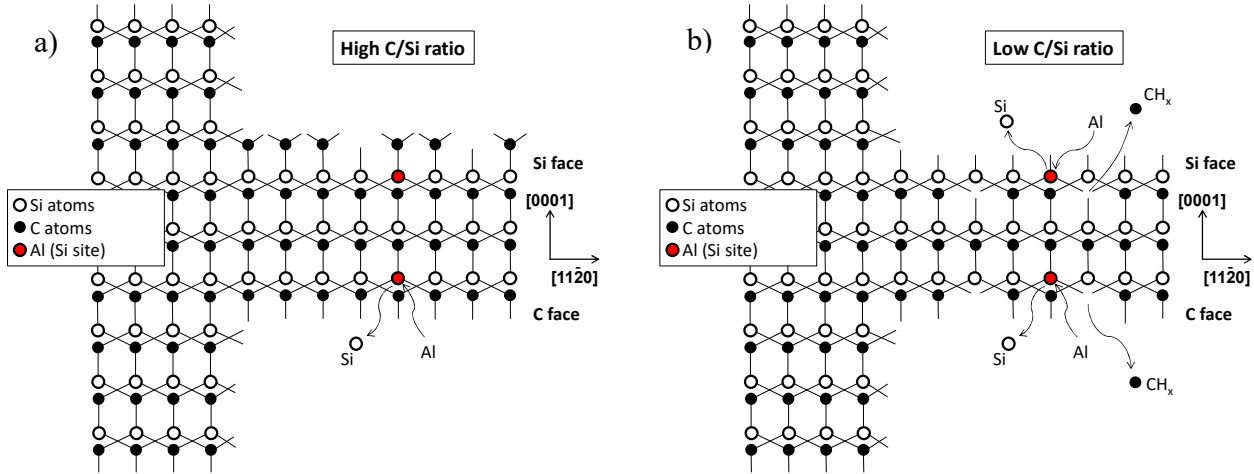 a)
High C/Si ratio
Si face
[0001]
[112̅0]
C face
Si atoms
C atoms
Al (Si site)
Si
Al
b)
Low C/Si ratio
Si
Al
CHₓ
Si face
[0001]
[112̅0]
C face
Si atoms
C atoms
Al (Si site)
Si
Al
CHₓ